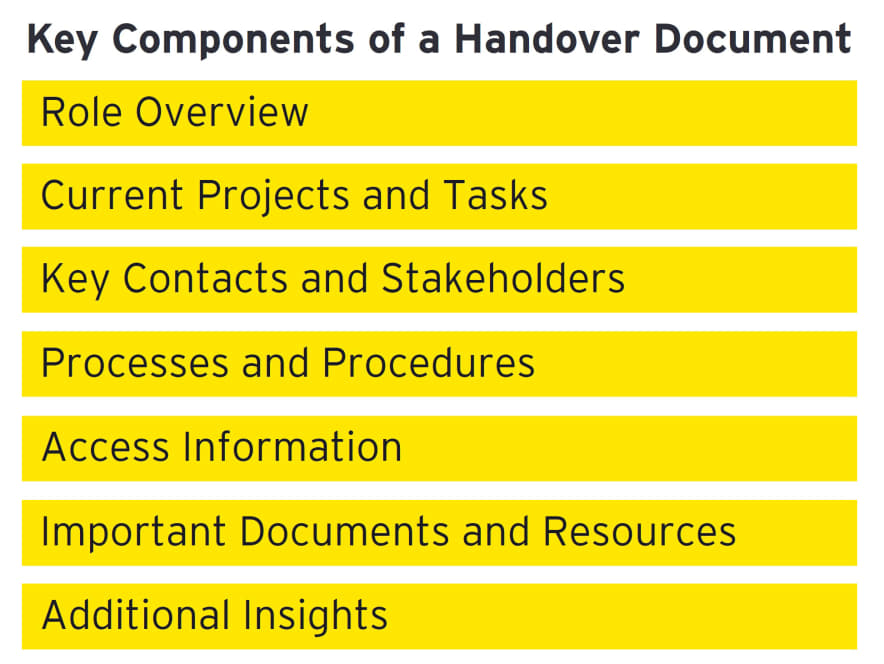 Key Components of a Handover Document
Role Overview
Current Projects and Tasks
Key Contacts and Stakeholders
Processes and Procedures
Access Information
Important Documents and Resources
Additional Insights